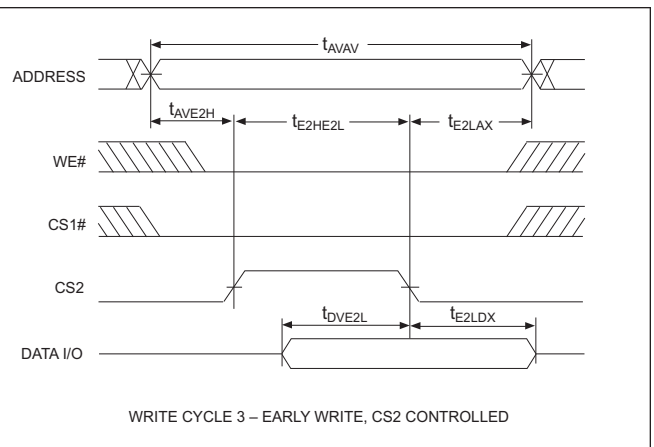 tAVAV
ADDRESS
tAVE2H
tE2HE2L
tE2LAX
WE#
CS1#
CS2
tDVE2L
tE2LDX
DATA I/O
WRITE CYCLE 3 – EARLY WRITE, CS2 CONTROLLED